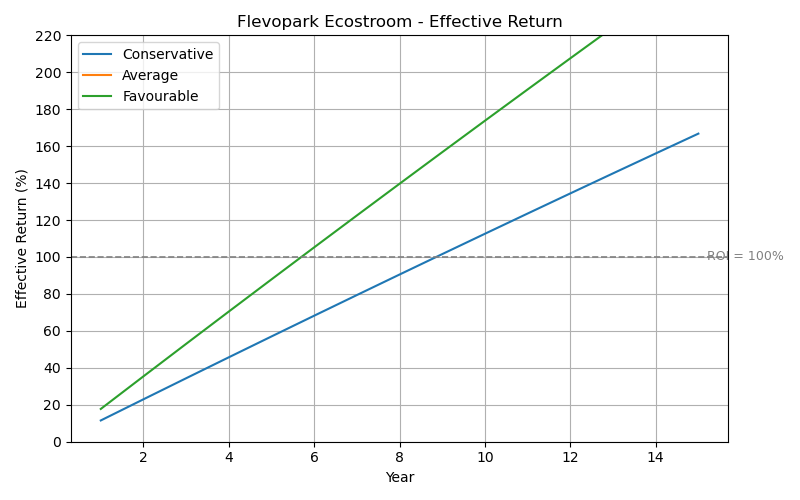 Flevopark Ecostroom - Effective Return
Effective Return (%)
220
200
180
160
140
120
100
80
60
40
20
0
Conservative
Average
Favourable
ROI = 100%
2
4
6
8
10
12
14
Year